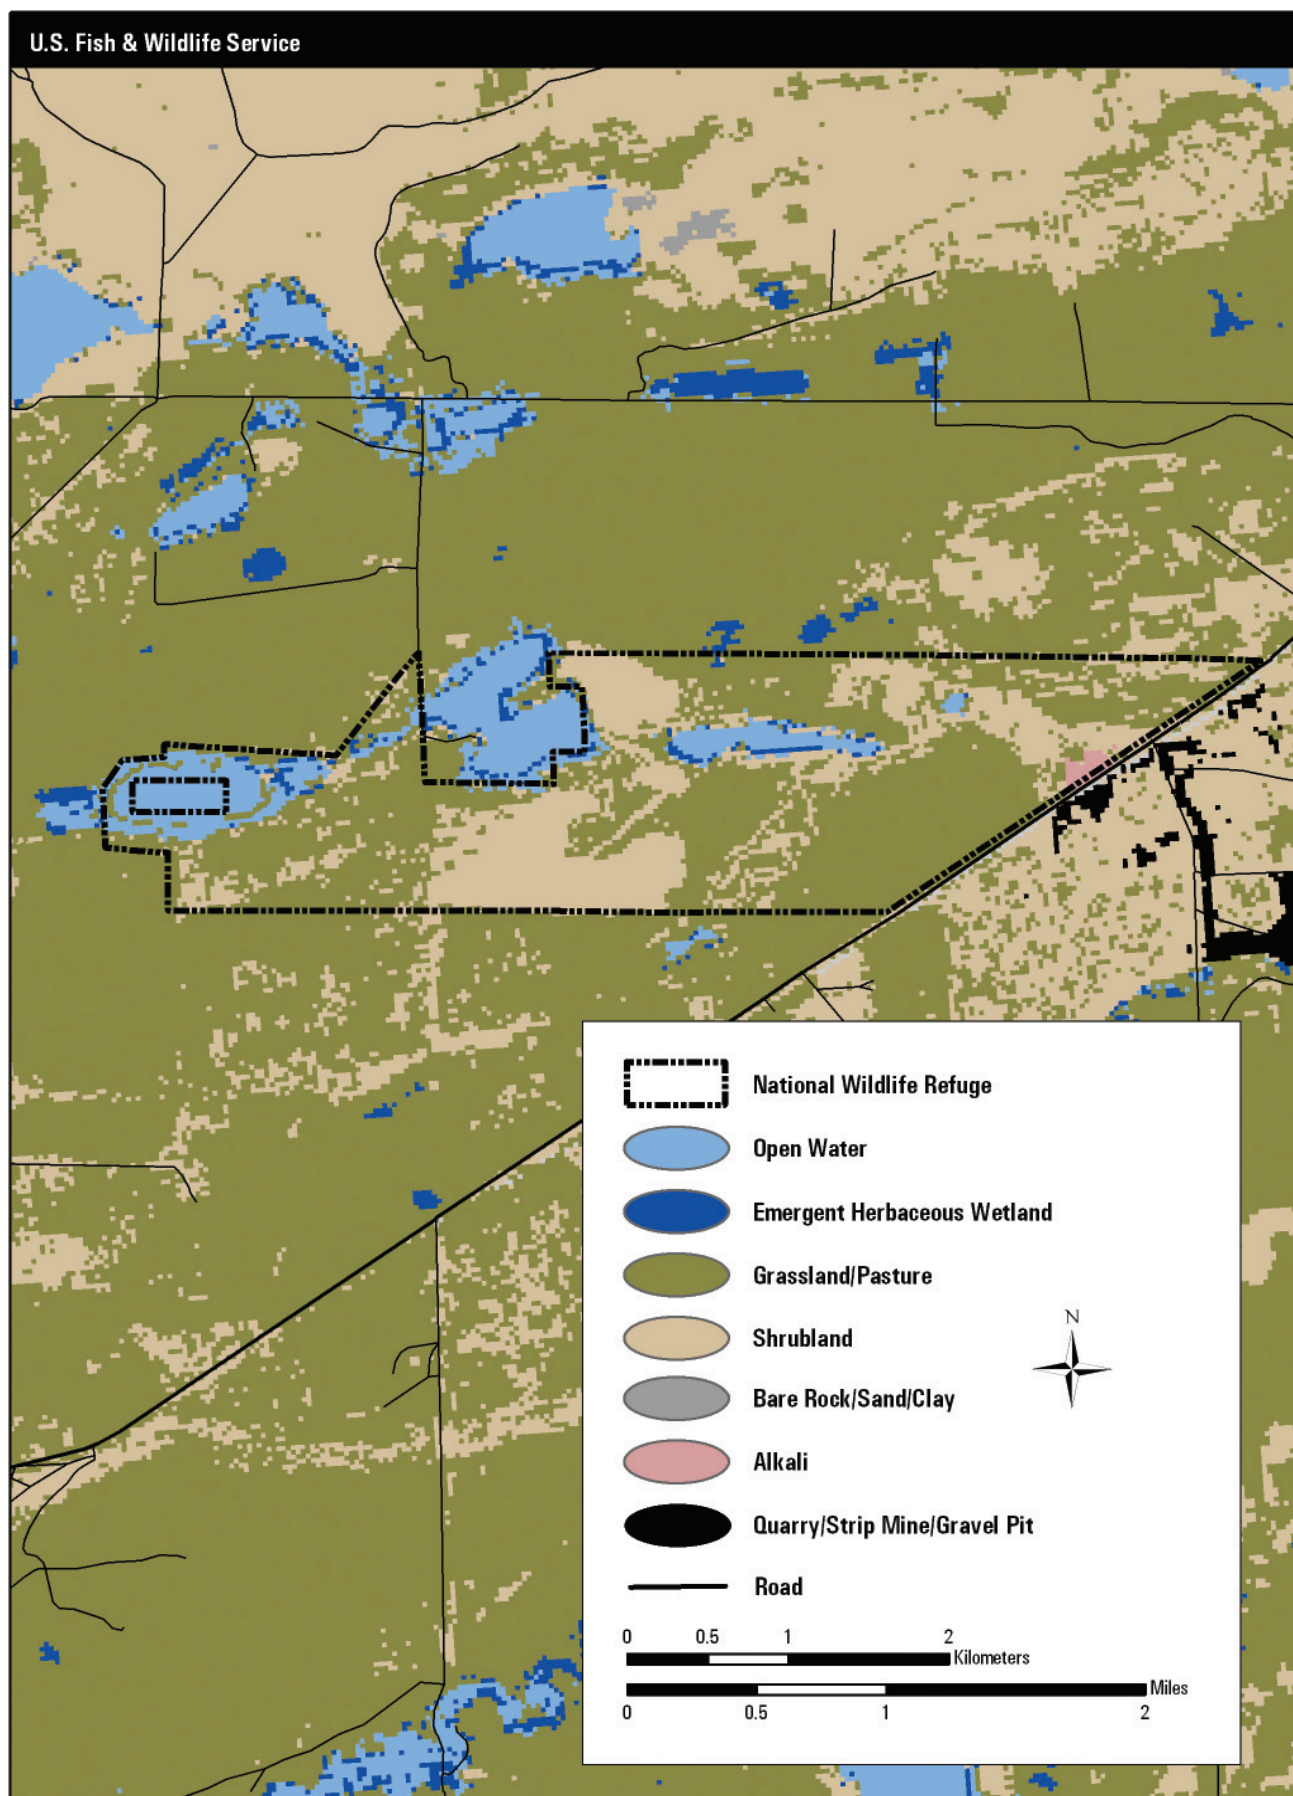 U.S. Fish & Wildlife Service
National Wildlife Refuge
Open Water
Emergent Herbaceous Wetland
Grassland/Pasture
N
Shrubland
Bare Rock/Sand/Clay
Alkali
Quarry/Strip Mine/Gravel Pit
Road
0 0.5 1 2
Kilometers
Miles
0 0.5 1 2